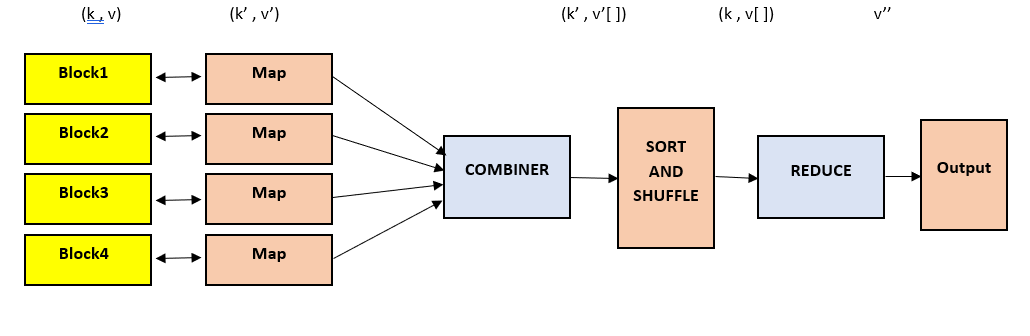 (k , v) (k’ , v’) (k’ , v’[ ]) (k , v[ ]) v’’
Block1 Map
Block2 Map
Block3 Map
Block4 Map
COMBINER
SORT
AND
SHUFFLE
REDUCE
Output